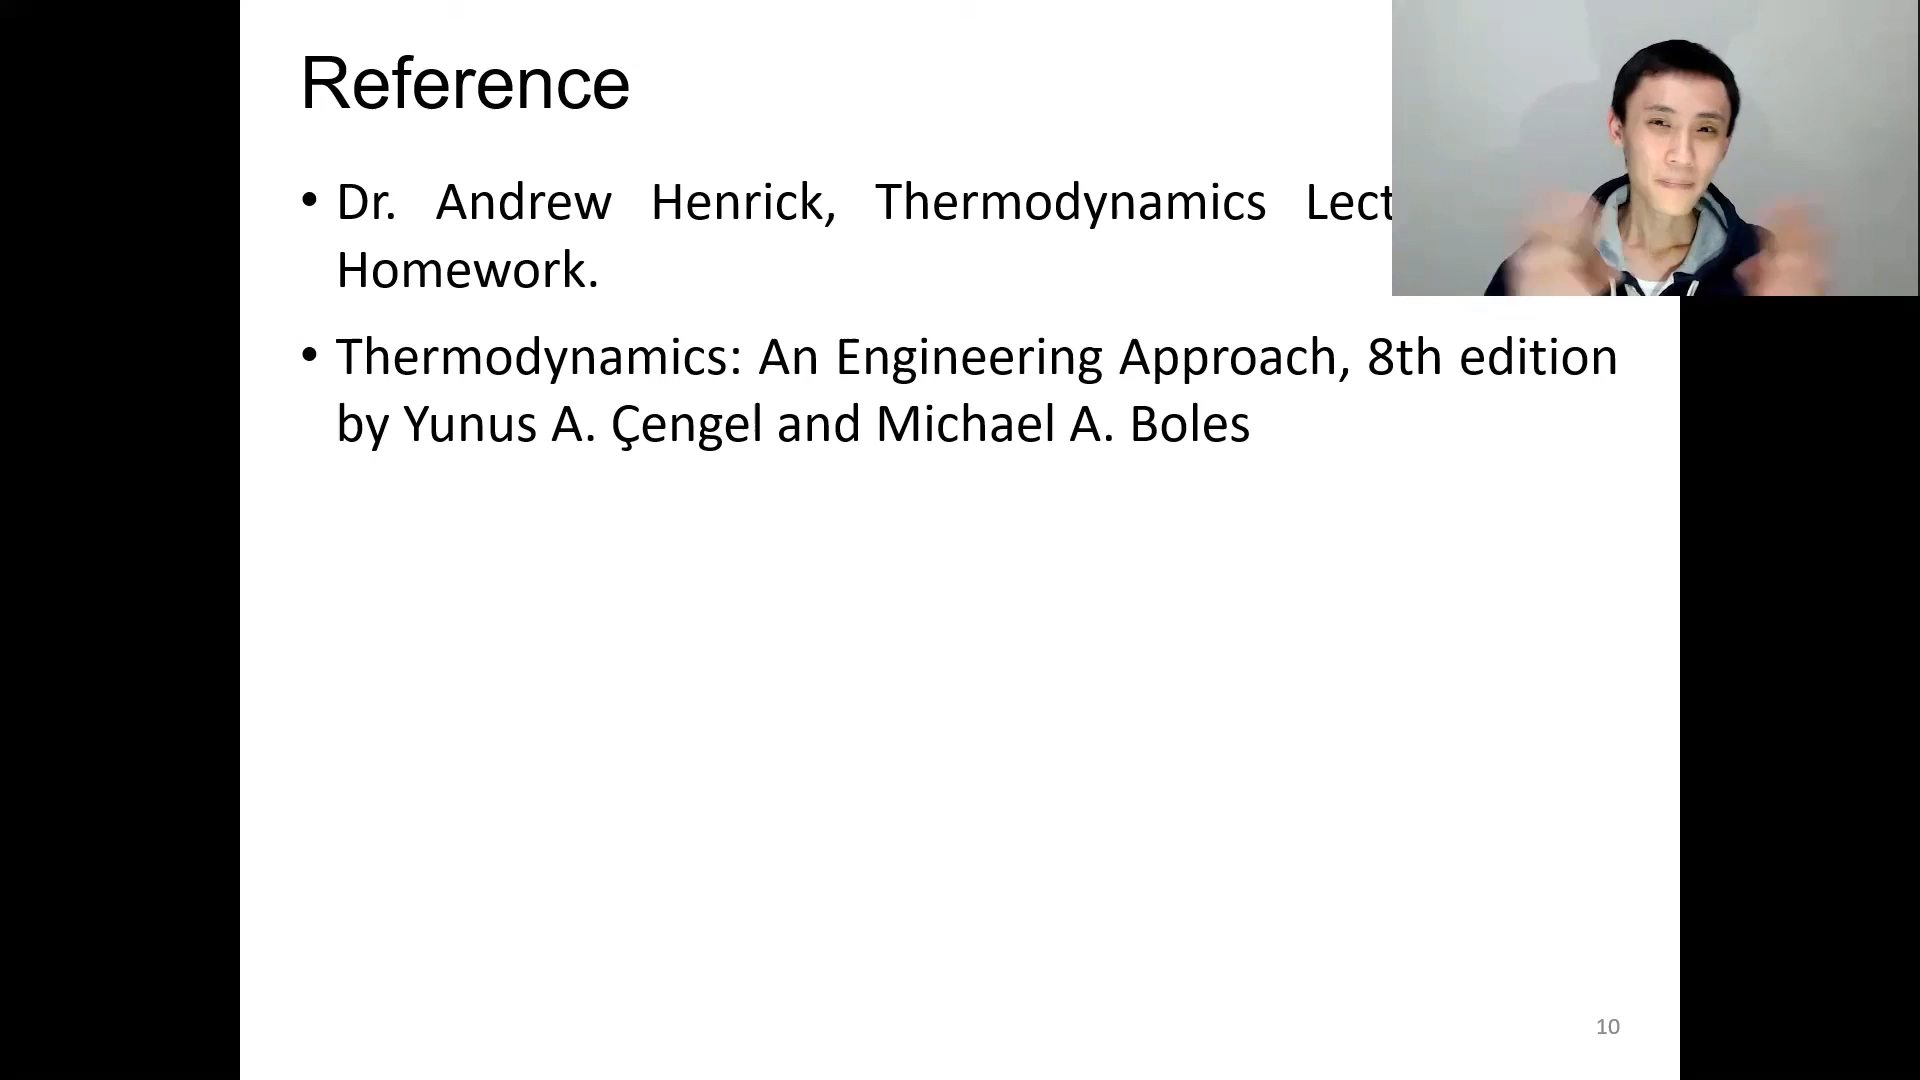 Reference
• Dr. Andrew Henrick, Thermodynamics
Homework.
• Thermodynamics: An Engineering Approach, 8th edition
by Yunus A. Çengel and Michael A. Boles
10